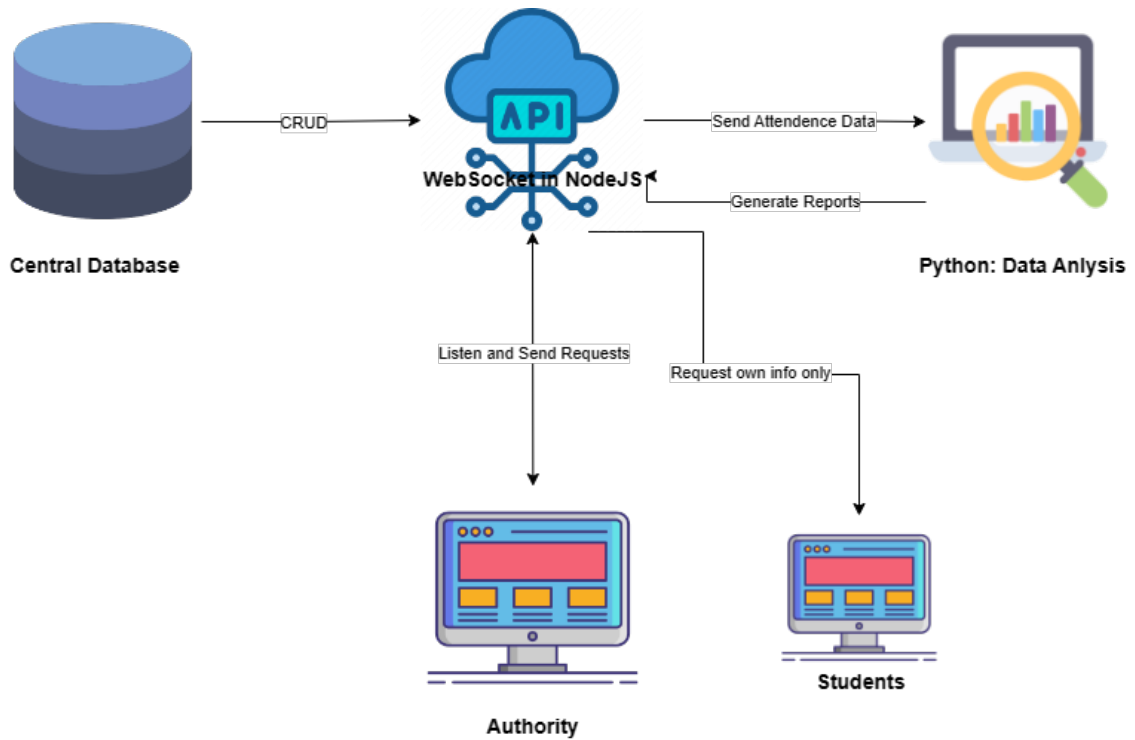 API
CRUD
Send Attendence Data
WebSocket in NodeJS
Generate Reports
Central Database
Python: Data Anlysis
Listen and Send Requests
Request own info only
Students
Authority